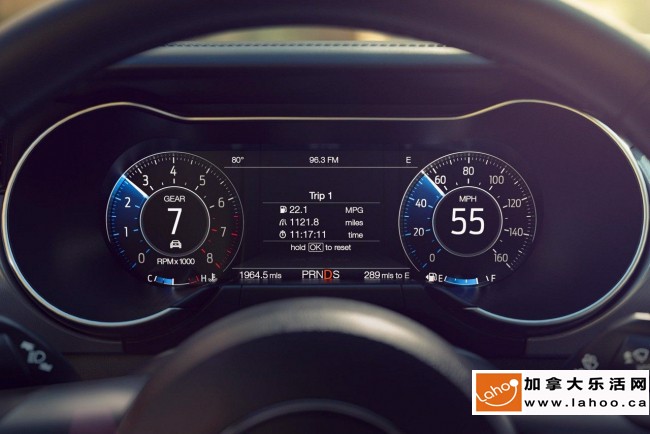 80°
96.3 FM
E
0 1 2 3 4 5 6 7 8
GEAR
7
RPM x 1000
C H
Trip 1
22.1 MPG
1121.8 miles
11:17:11 time
hold OK to reset
0 20 40 60 80 100 120 140 160
MPH
55
E F
1964.5 mls
PRNDS
289 mls to E
Lahoo
加拿大乐活网
www.lahoo.ca